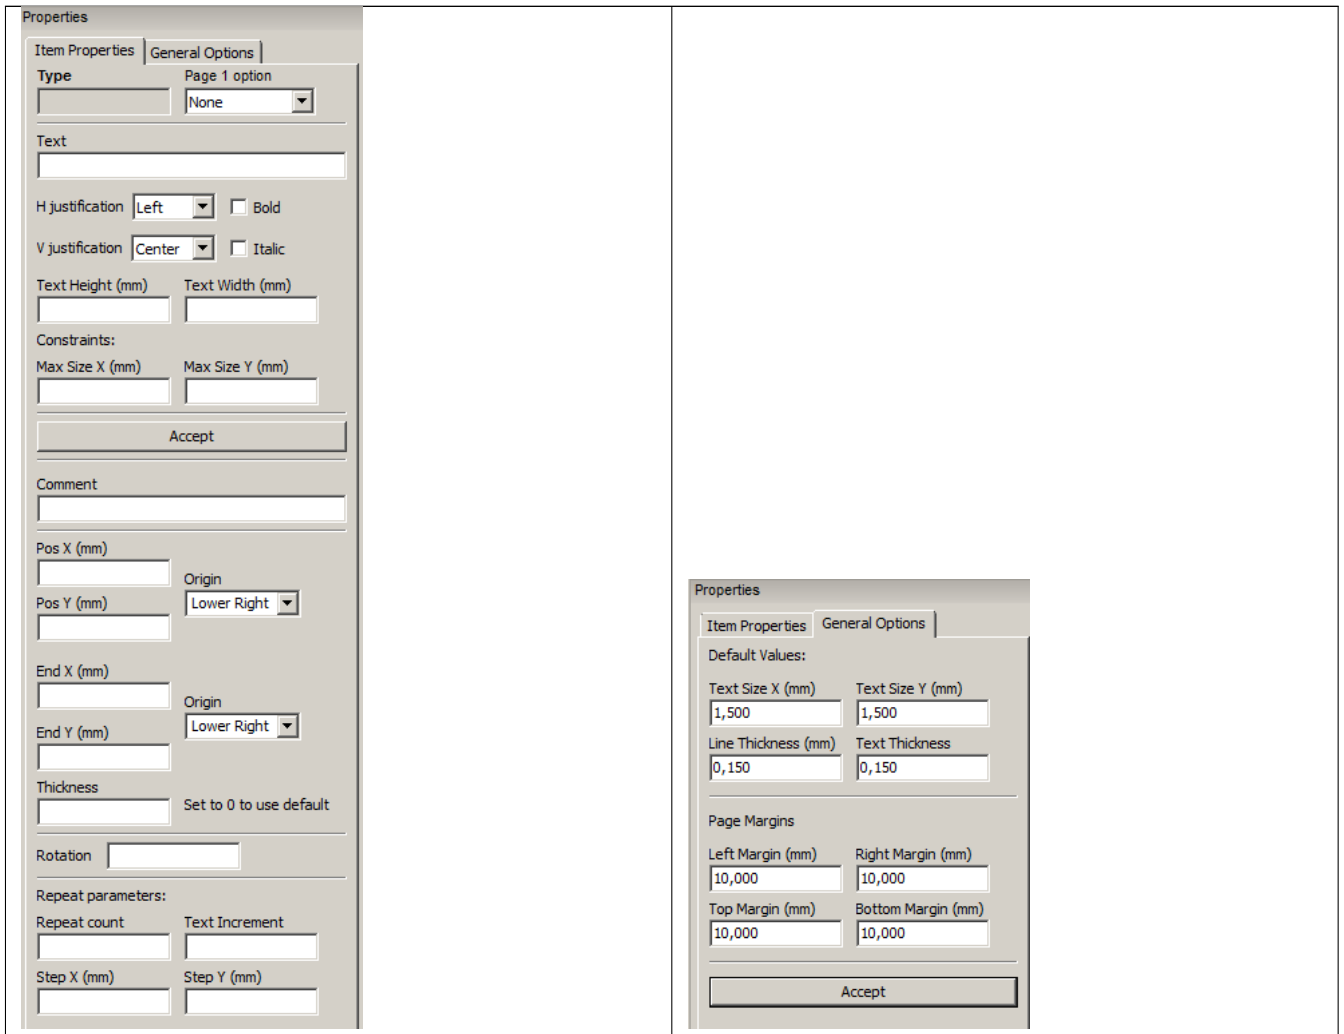 Properties
Item Properties General Options
Type Page 1 option
None
Text
H justification Left Bold
V justification Center Italic
Text Height (mm) Text Width (mm)
Constraints:
Max Size X (mm) Max Size Y (mm)
Accept
Comment
Pos X (mm)
Origin
Pos Y (mm) Lower Right
End X (mm)
Origin
End Y (mm) Lower Right
Thickness
Set to 0 to use default
Rotation
Repeat parameters:
Repeat count Text Increment
Step X (mm) Step Y (mm)
Properties
Item Properties General Options
Default Values:
Text Size X (mm) Text Size Y (mm)
1,500 1,500
Line Thickness (mm) Text Thickness
0,150 0,150
Page Margins
Left Margin (mm) Right Margin (mm)
10,000 10,000
Top Margin (mm) Bottom Margin (mm)
10,000 10,000
Accept